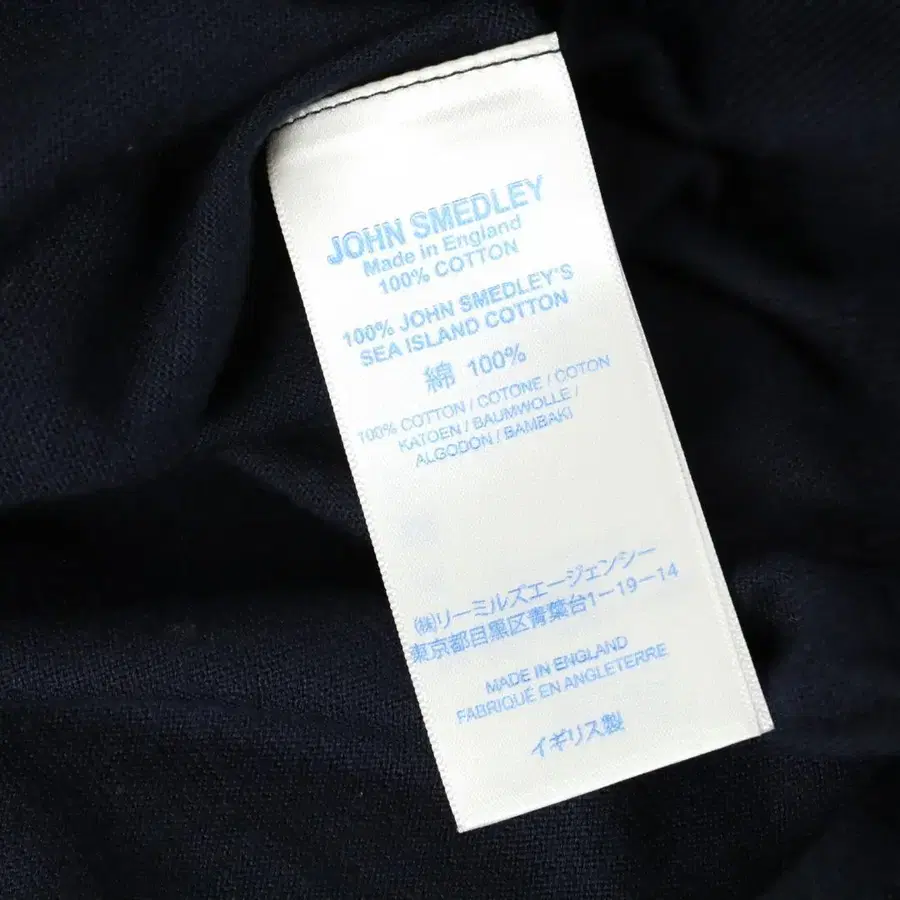 JOHN SMEDLEY
Made in England
100% COTTON
100% JOHN SMEDLEY'S
SEA ISLAND COTTON
綿 100%
100% COTTON / COTONE / COTON
KATOEN / BAUMWOLLE /
ALGODON / BAMBAKI
㈱リーミルズエージェンシー
東京都目黒区青葉台1-19-14
MADE IN ENGLAND
FABRIQUÉ EN ANGLETERRE
イギリス製